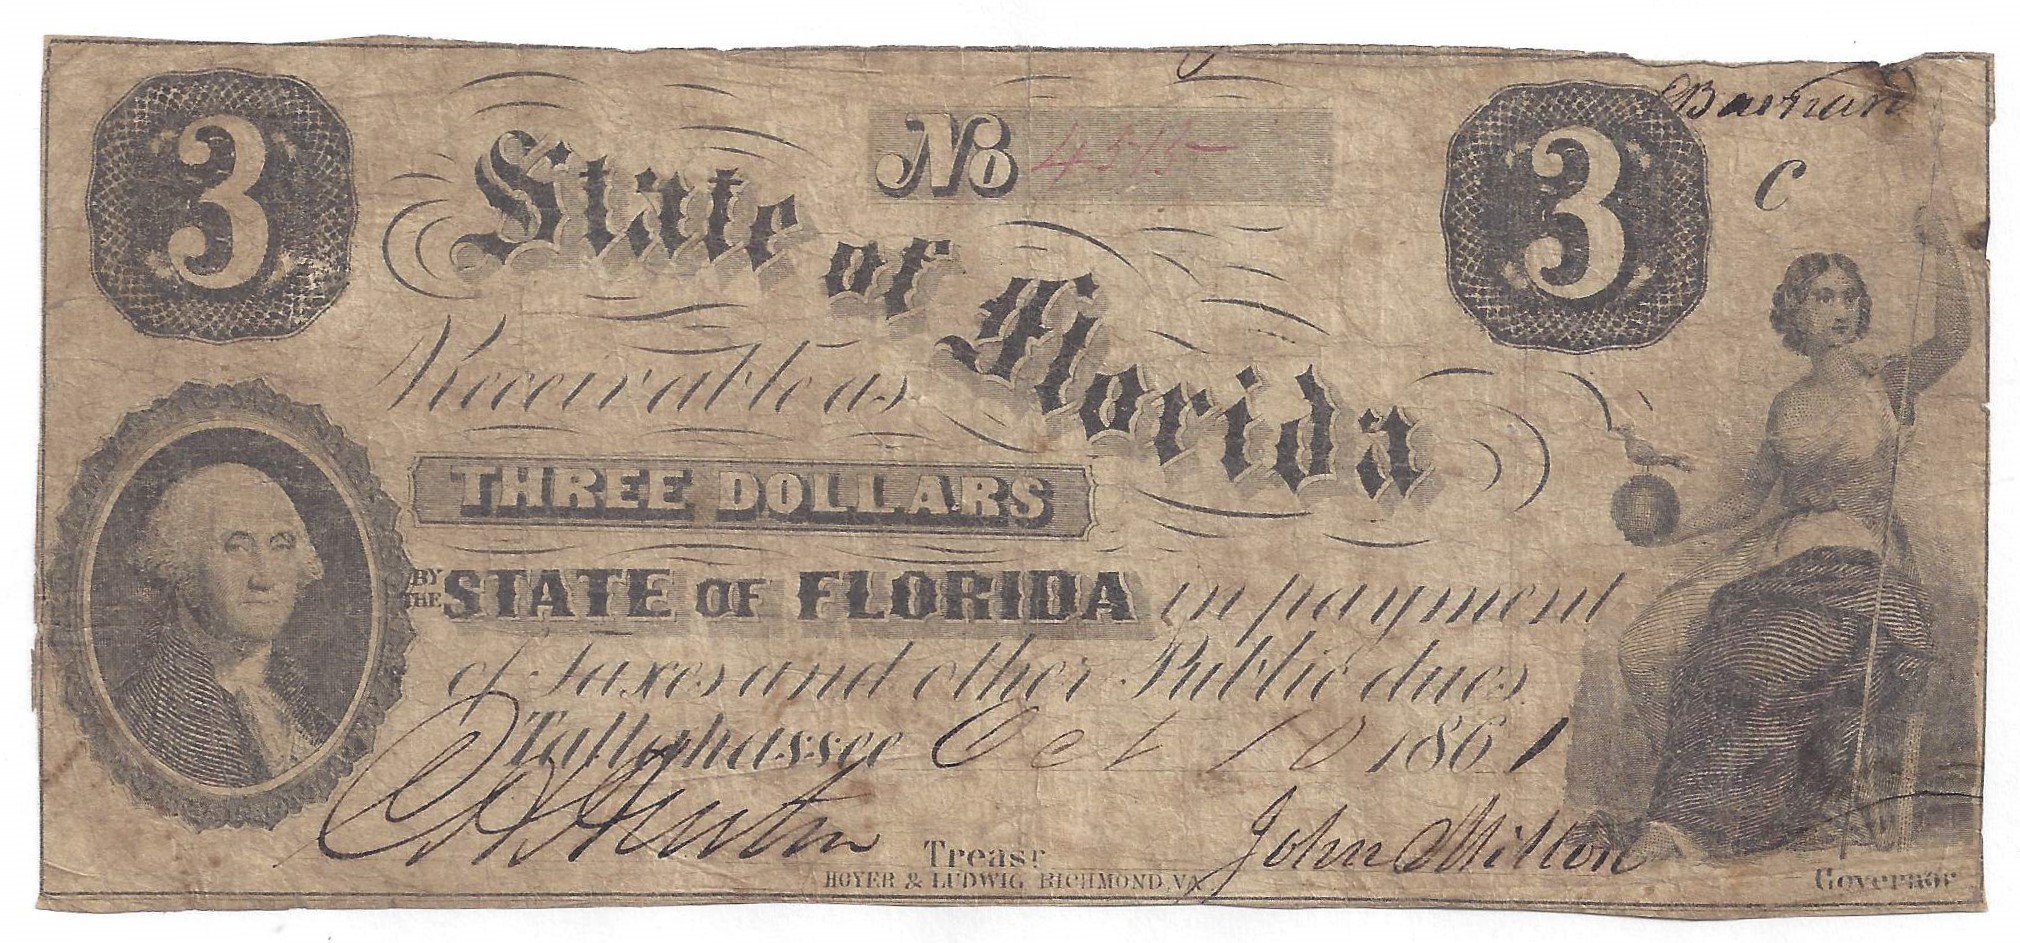 3
No 4515
3
Barnard
C
State of Florida
Receivable as
THREE DOLLARS
BY THE STATE OF FLORIDA in payment
of Taxes and other Public dues.
Tallahassee Oct 10 1861
John Milton
Treasr
Governor
HOYER & LUDWIG, RICHMOND, VA